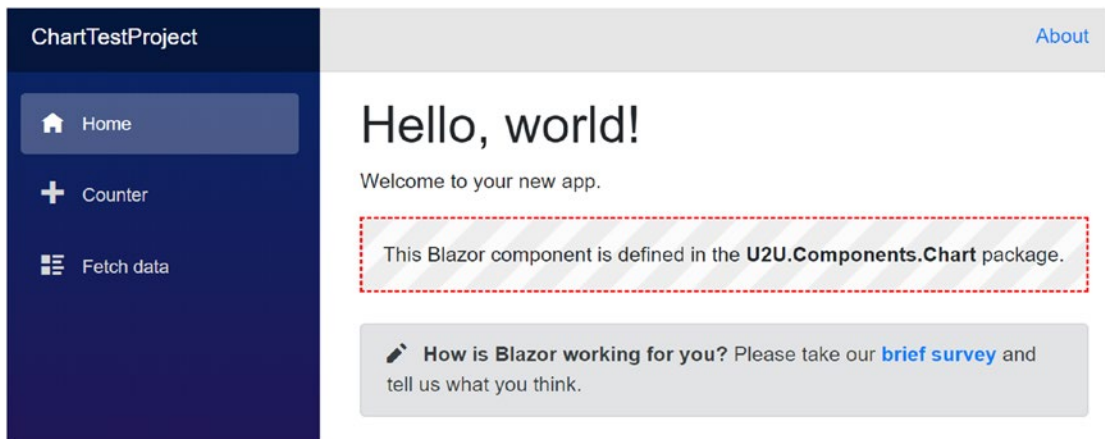 ChartTestProject
About
Home
Counter
Fetch data
Hello, world!
Welcome to your new app.
This Blazor component is defined in the U2U.Components.Chart package.
How is Blazor working for you? Please take our brief survey and
tell us what you think.